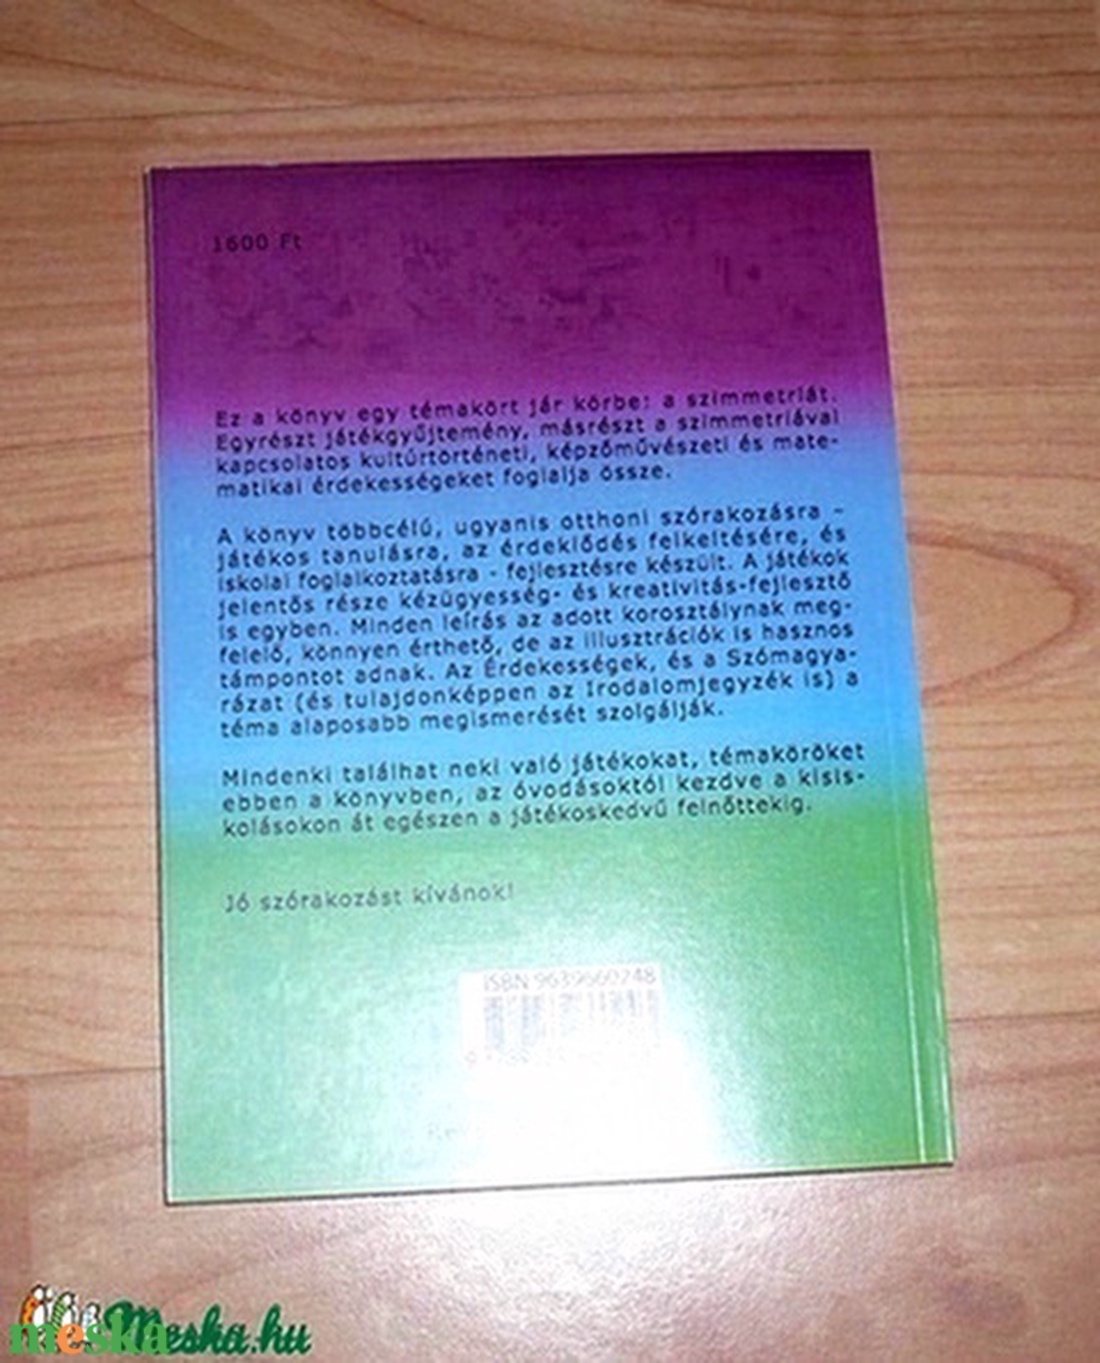 1600 Ft
Ez a könyv egy témakört jár körbe: a szimmetriát.
Egyrészt játékgyűjtemény, másrészt a szimmetriával
kapcsolatos kultúrtörténeti, képzőművészeti és mate-
matikai érdekességeket foglalja össze.
A könyv többcélú, ugyanis otthoni szórakozásra -
játékos tanulásra, az érdeklődés felkeltésére, és
iskolai foglalkoztatásra - fejlesztésre készült. A játékok
jelentős része kézügyesség- és kreativitás-fejlesztő
is egyben. Minden leírás az adott korosztálynak meg-
felelő, könnyen érthető, de az illusztrációk is hasznos
támpontot adnak. Az Érdekességek, és a Szómagya-
rázat (és tulajdonképpen az Irodalomjegyzék is) a
téma alaposabb megismerését szolgálják.
Mindenki találhat neki való játékokat, témaköröket
ebben a könyvben, az óvodásoktól kezdve a kisis-
kolásokon át egészen a játékoskedvű felnőttekig.
Jó szórakozást kívánok!
ISBN 9639660248
meska Meska.hu